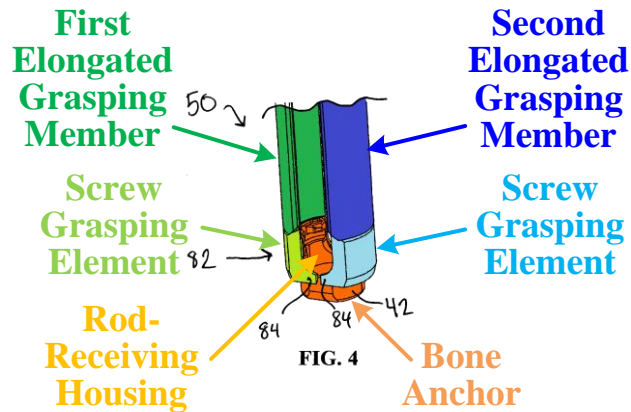 First
Elongated
Grasping
Member
Second
Elongated
Grasping
Member
50
Screw
Grasping
Element
Screw
Grasping
Element
82
84
84
42
Rod-
Receiving
Housing
FIG. 4
Bone
Anchor